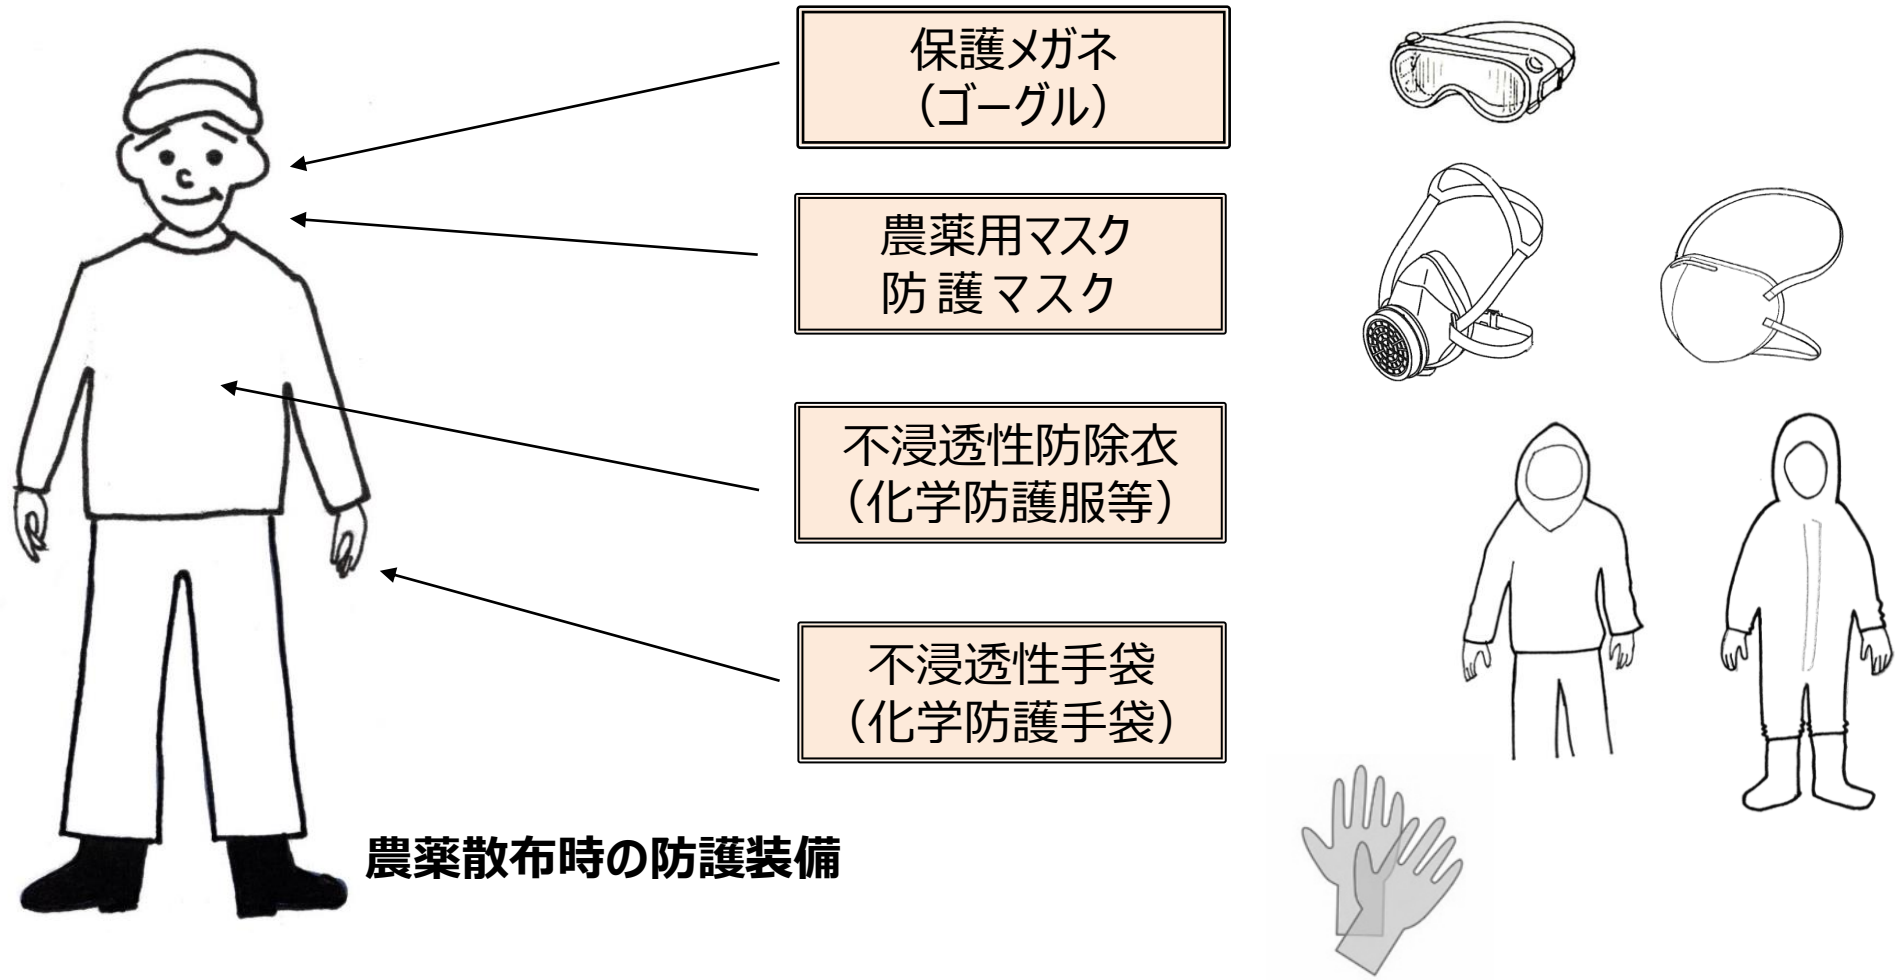 保護メガネ
（ゴーグル）
農薬用マスク
防護マスク
不浸透性防除衣
（化学防護服等）
不浸透性手袋
（化学防護手袋）
農薬散布時の防護装備